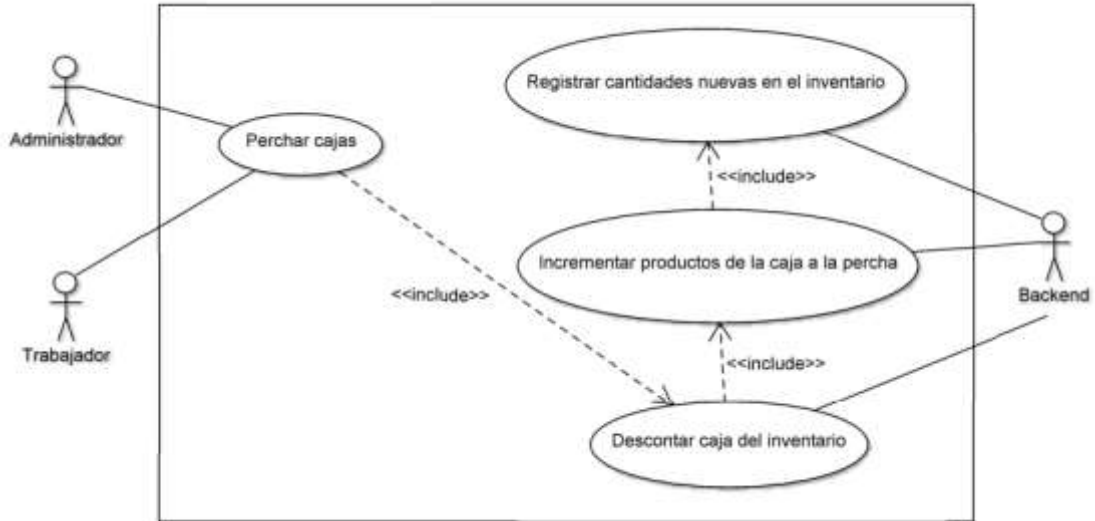 Registrar cantidades nuevas en el inventario
Administrador
Perchar cajas
<<include>>
Incrementar productos de la caja a la percha
Backend
<<include>>
Trabajador
<<include>>
Descontar caja del inventario